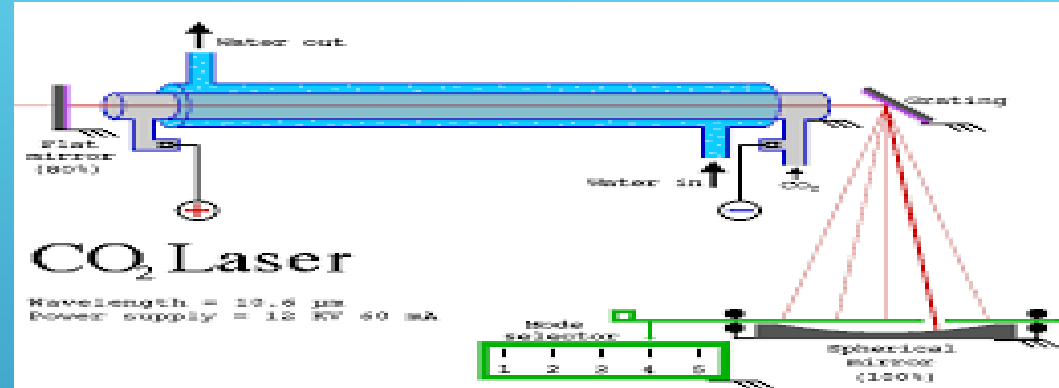 Water out
Grating
Flat
mirror
(80%)
Water in
CO₂
+
−
CO₂ Laser
Wavelength = 10.6 µm
Power supply = 12 KV 60 mA
Mode
selector
1 2 3 4 5
Spherical
mirror
(100%)